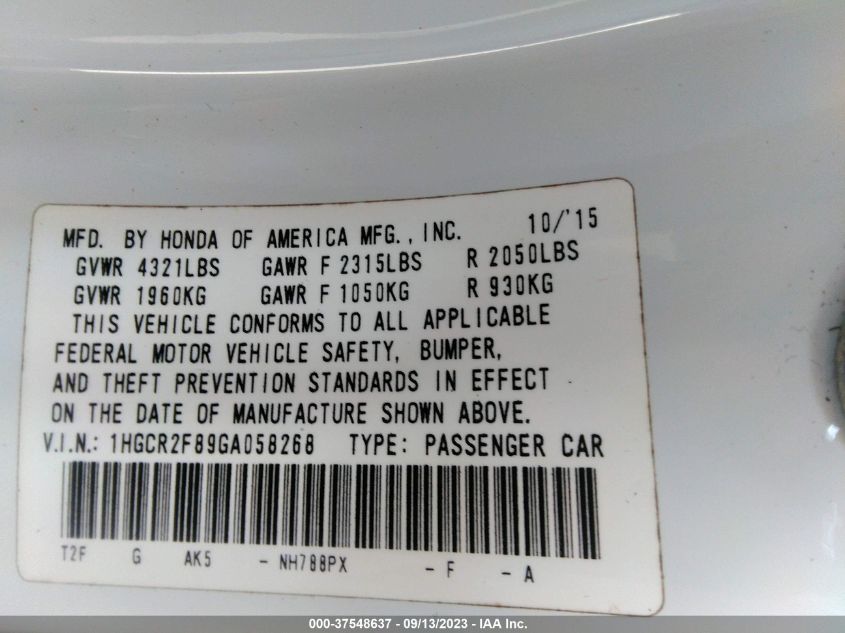 MFD. BY HONDA OF AMERICA MFG., INC. 10/'15
GVWR 4321LBS GAWR F 2315LBS R 2050LBS
GVWR 1960KG GAWR F 1050KG R 930KG
THIS VEHICLE CONFORMS TO ALL APPLICABLE
FEDERAL MOTOR VEHICLE SAFETY, BUMPER,
AND THEFT PREVENTION STANDARDS IN EFFECT
ON THE DATE OF MANUFACTURE SHOWN ABOVE.
V.I.N.: 1HGCR2F89GA058268 TYPE: PASSENGER CAR
T2F G AK5 - NH788PX - F - A
000-37548637 - 09/13/2023 - IAA Inc.